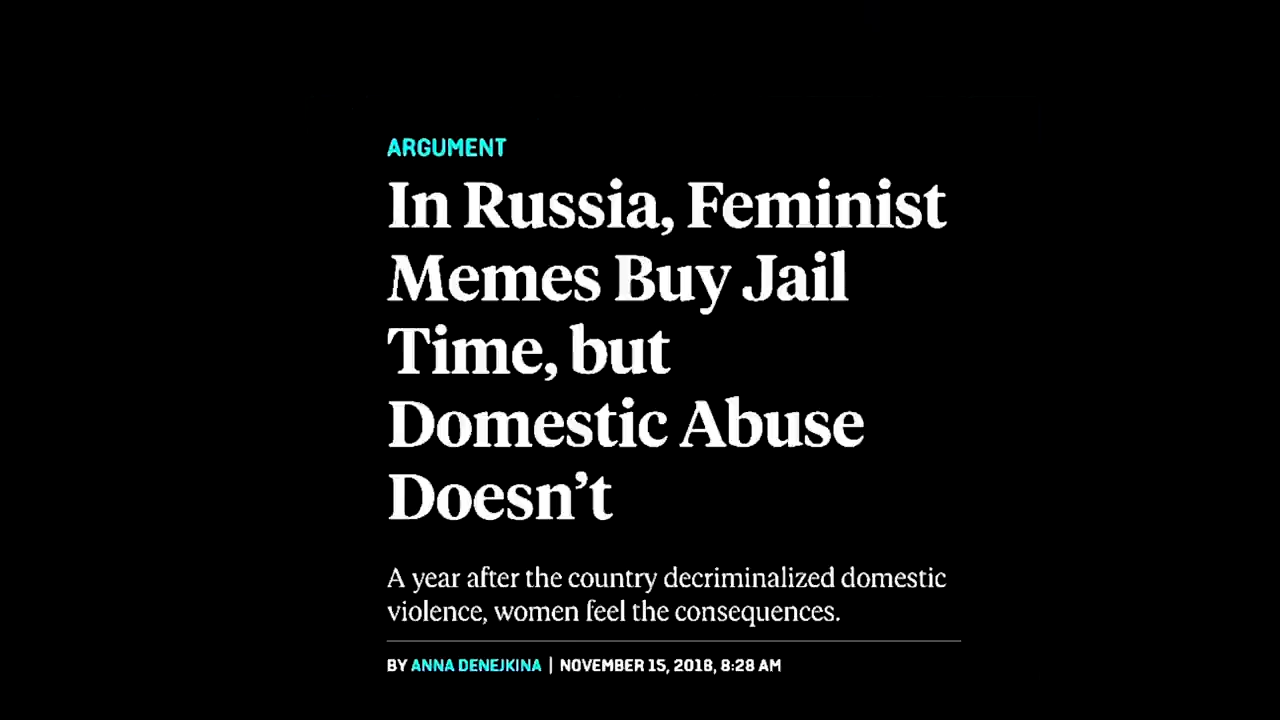 ARGUMENT
In Russia, Feminist
Memes Buy Jail
Time, but
Domestic Abuse
Doesn’t
A year after the country decriminalized domestic
violence, women feel the consequences.
BY ANNA DENEJKINA | NOVEMBER 15, 2018, 8:28 AM